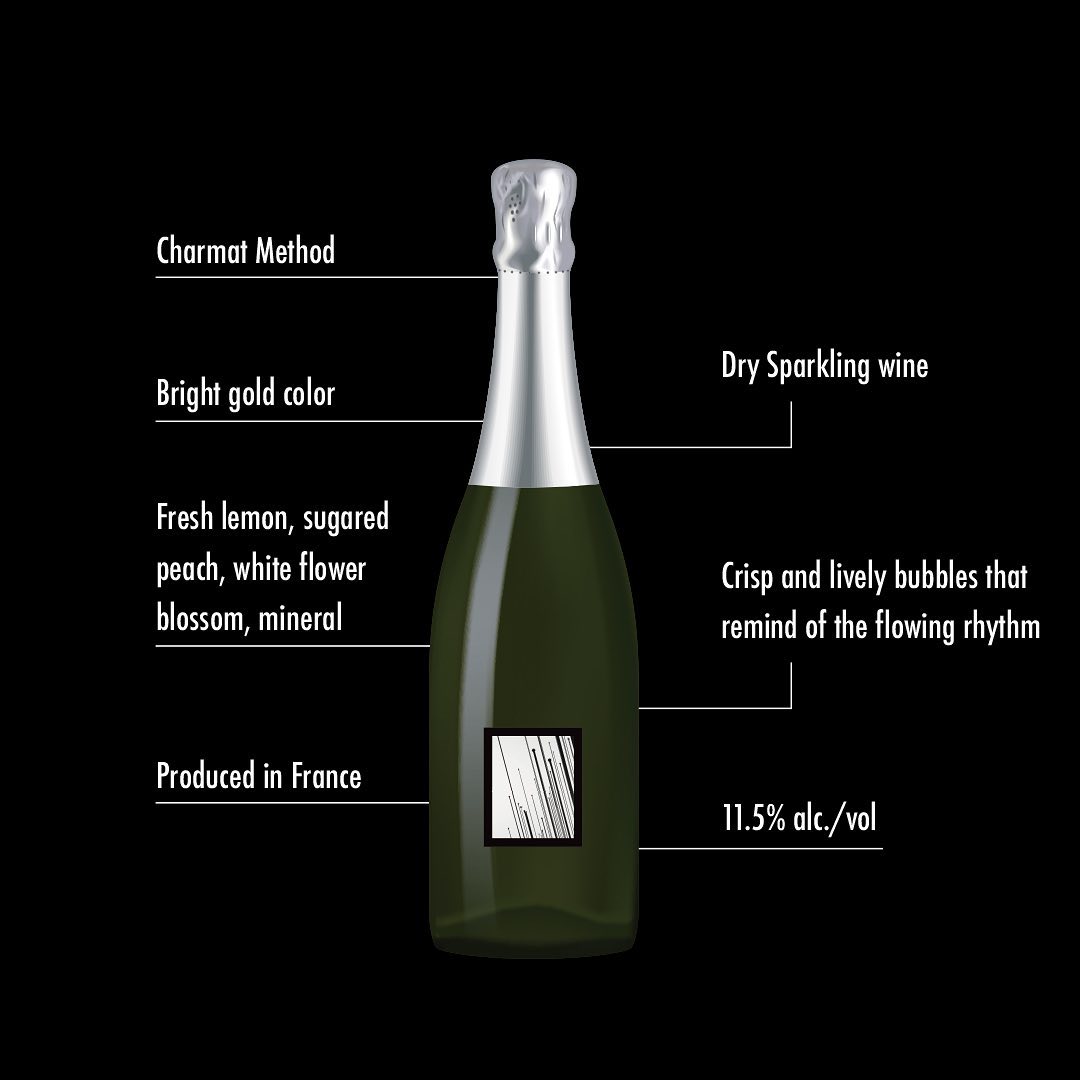 Charmat Method
Bright gold color
Fresh lemon, sugared
peach, white flower
blossom, mineral
Produced in France
Dry Sparkling wine
Crisp and lively bubbles that
remind of the flowing rhythm
11.5% alc./vol